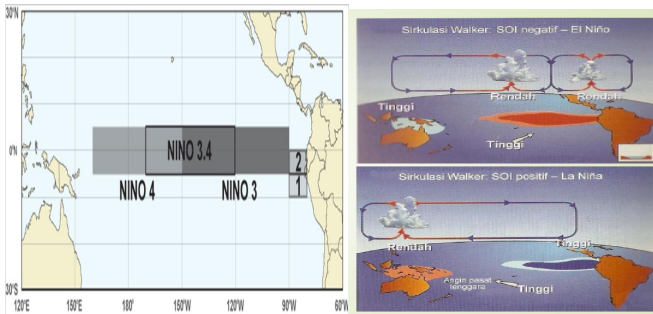 30°N
0°N
30°S
120°E
150°E
180°
150°W
120°W
90°W
60°W
NINO 3.4
NINO 4
NINO 3
2
1
Sirkulasi Walker: SOI negatif – El Niño
Rendah
Rendah
Tinggi
Tinggi
Sirkulasi Walker: SOI positif – La Niña
Rendah
Tinggi
Angin pasat
tenggara
Tinggi